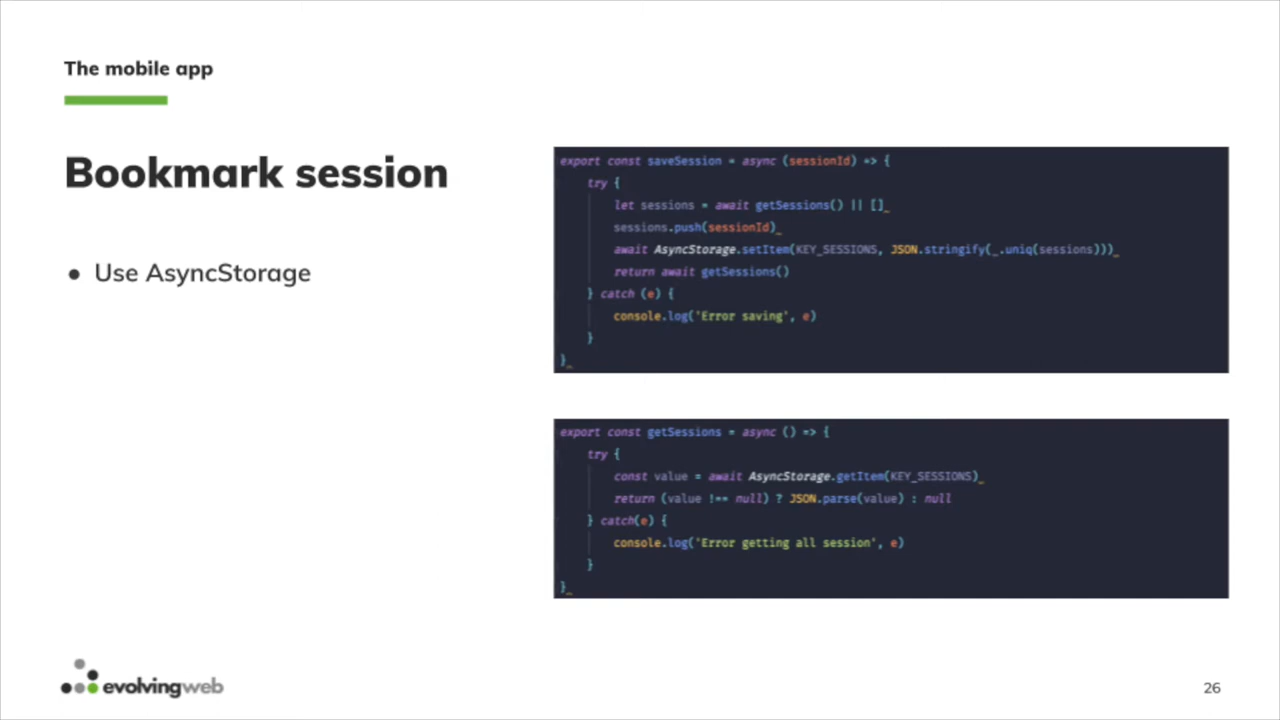 The mobile app
Bookmark session
● Use AsyncStorage
export const saveSession = async (sessionId) => {
try {
let sessions = await getSessions() || []_
sessions.push(sessionId)_
await AsyncStorage.setItem(KEY_SESSIONS, JSON.stringify(_.uniq(sessions)))_
return await getSessions()
} catch (e) {
console.log('Error saving', e)
}
}_
export const getSessions = async () => {
try {
const value = await AsyncStorage.getItem(KEY_SESSIONS)_
return (value !== null) ? JSON.parse(value) : null
} catch(e) {
console.log('Error getting all session', e)
}
}_
evolvingweb
26